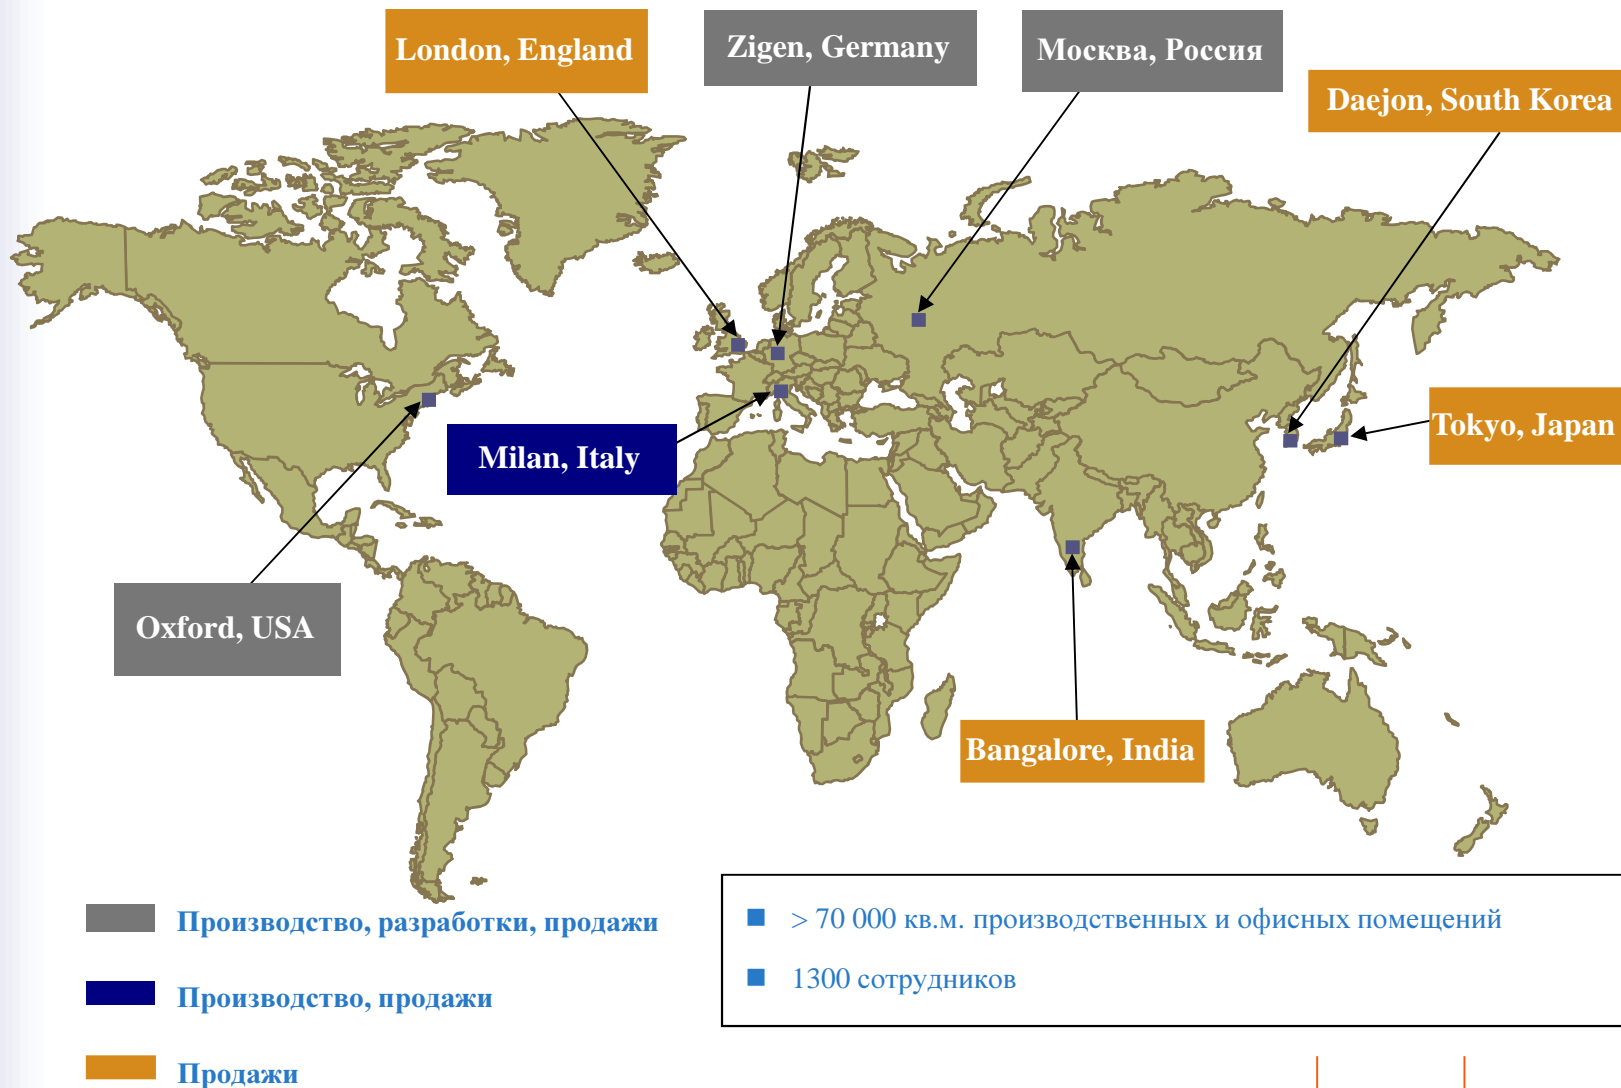 London, England
Zigen, Germany
Москва, Россия
Daejon, South Korea
Tokyo, Japan
Milan, Italy
Oxford, USA
Bangalore, India
Производство, разработки, продажи
Производство, продажи
Продажи
> 70 000 кв.м. производственных и офисных помещений
1300 сотрудников